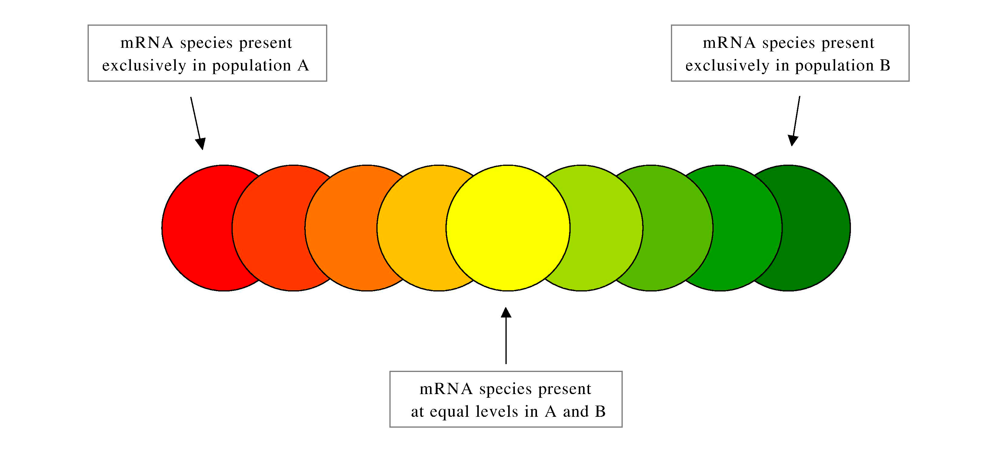 mRNA species present
exclusively in population A
mRNA species present
exclusively in population B
mRNA species present
at equal levels in A and B